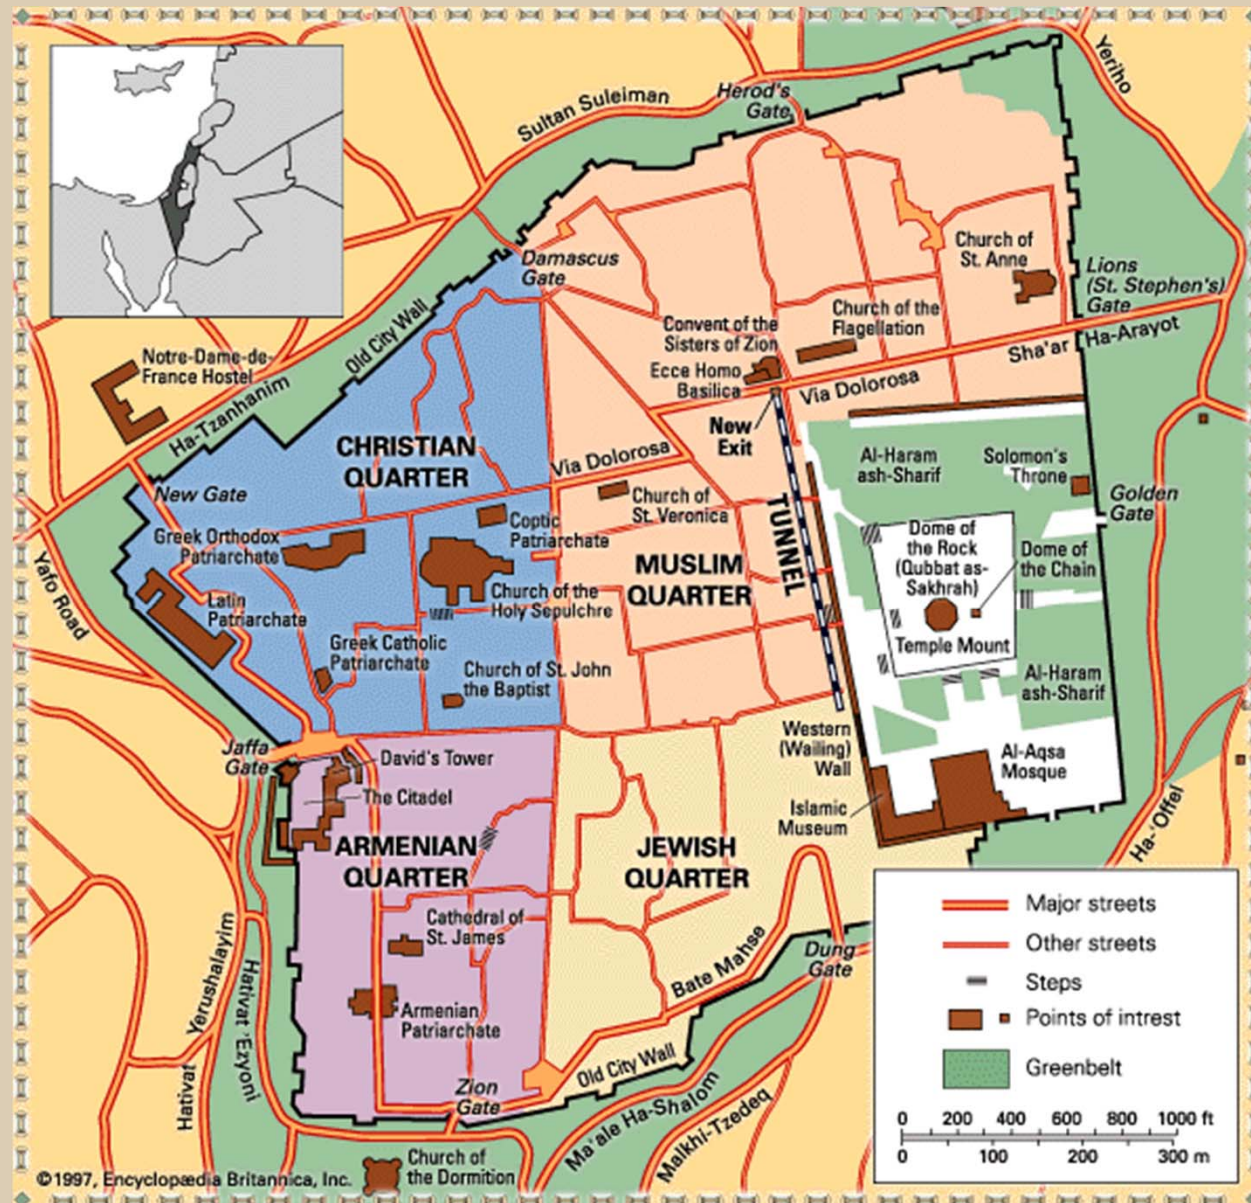 Yeriho
Herod's
Gate
Sultan Suleiman
Damascus
Gate
Church of
St. Anne
Lions
(St. Stephen's)
Gate
Old City Wall
Church of the
Flagellation
Convent of the
Sisters of Zion
Ecce Homo
Basilica
Sha'ar
Ha-Arayot
Notre-Dame-de-
France Hostel
Ha-Tzanhanim
Via Dolorosa
New
Exit
CHRISTIAN
QUARTER
Via Dolorosa
Al-Haram
ash-Sharif
Solomon's
Throne
New Gate
Church of
St. Veronica
TUNNEL
Golden
Gate
Greek Orthodox
Patriarchate
Coptic
Patriarchate
Dome of
the Rock
(Qubbat as-
Sakhrah)
Dome of
the Chain
Yafo Road
MUSLIM
QUARTER
Latin
Patriarchate
Church of the
Holy Sepulchre
Temple Mount
Greek Catholic
Patriarchate
Church of St. John
the Baptist
Al-Haram
ash-Sharif
Jaffa
Gate
David's Tower
Western
(Wailing)
Wall
Al-Aqsa
Mosque
The Citadel
Islamic
Museum
Ha-'Offel
ARMENIAN
QUARTER
JEWISH
QUARTER
Cathedral of
St. James
Bate Mahse
Dung
Gate
Hativat Yerushalayim
Hativat 'Ezyoni
Armenian
Patriarchate
Zion
Gate
Old City Wall
Ma'ale Ha-Shalom
Malkhi-Tzedeq
Church of
the Dormition
Major streets
Other streets
Steps
Points of intrest
Greenbelt
0 200 400 600 800 1000 ft
0 100 200 300 m
©1997, Encyclopædia Britannica, Inc.